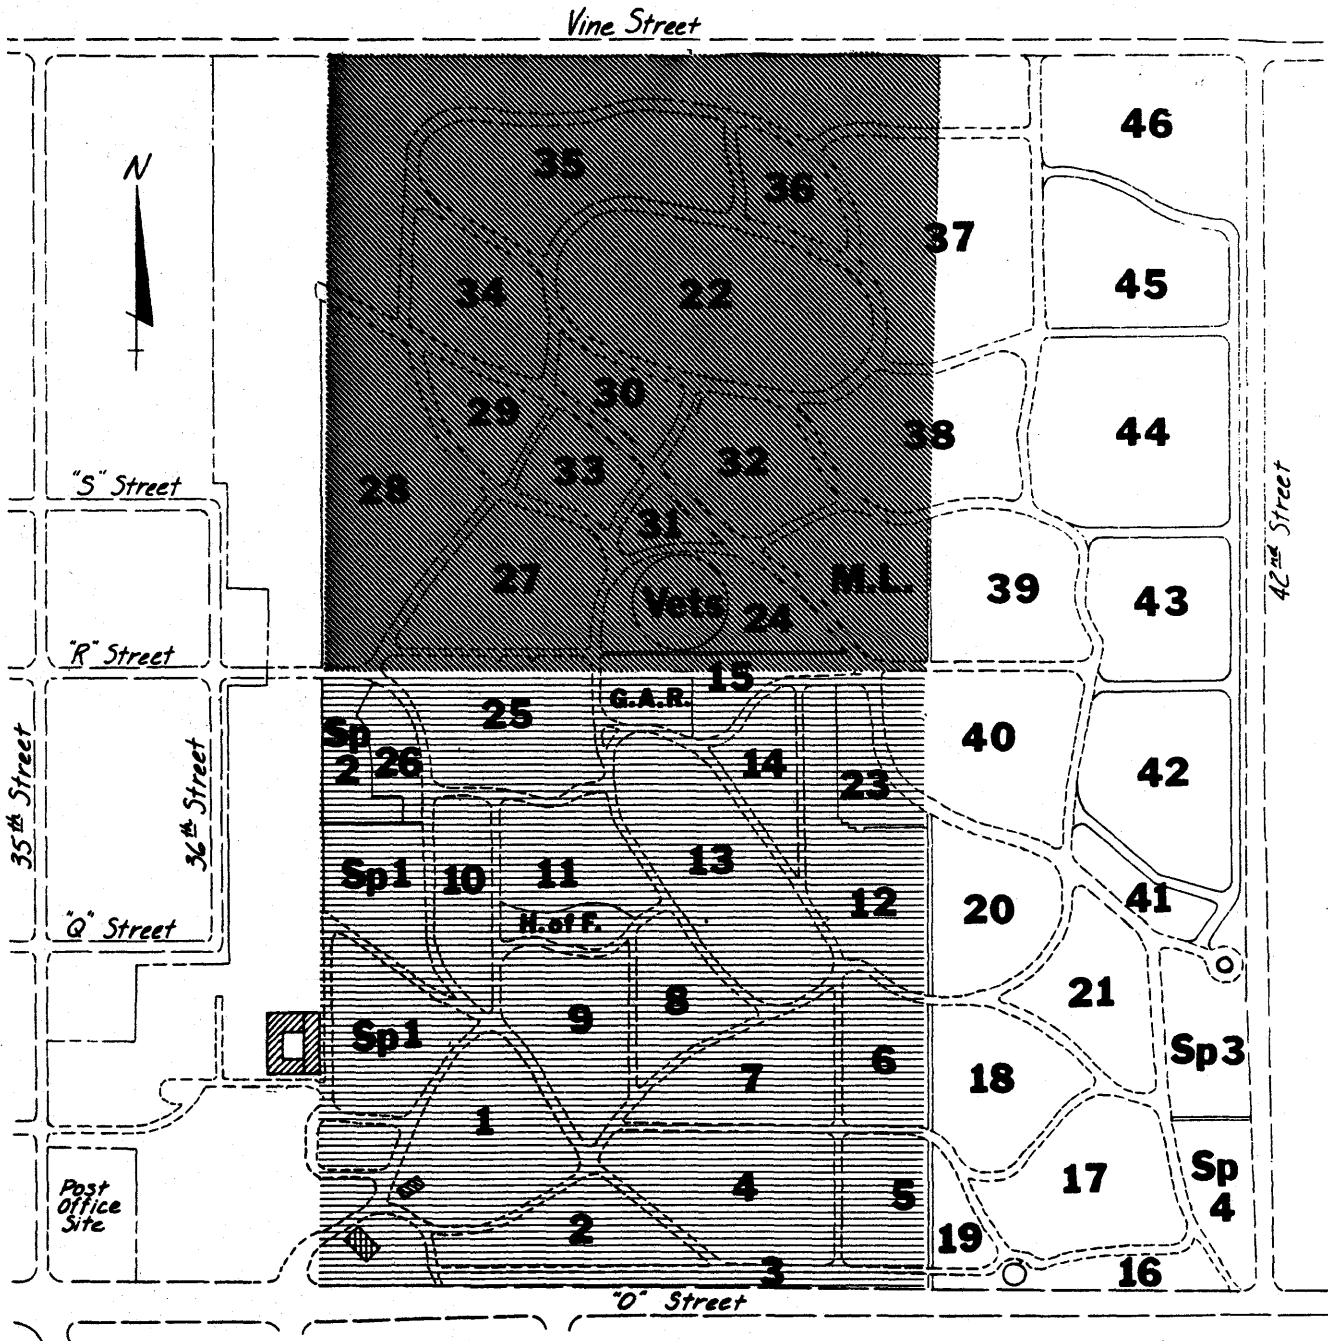 Vine Street
46
N
35
36
37
45
34
22
30
29
38
44
32
33
28
"S" Street
31
42nd Street
27
M.L.
39
43
Vets
24
"R" Street
15
G.A.R.
25
Sp
2
26
14
40
42
23
35th Street
36th Street
13
Sp1
10
11
41
12
20
"Q" Street
H. of F.
21
8
9
Sp1
Sp3
6
18
7
1
Sp
4
17
4
5
Post
Office
Site
2
19
3
16
"O" Street